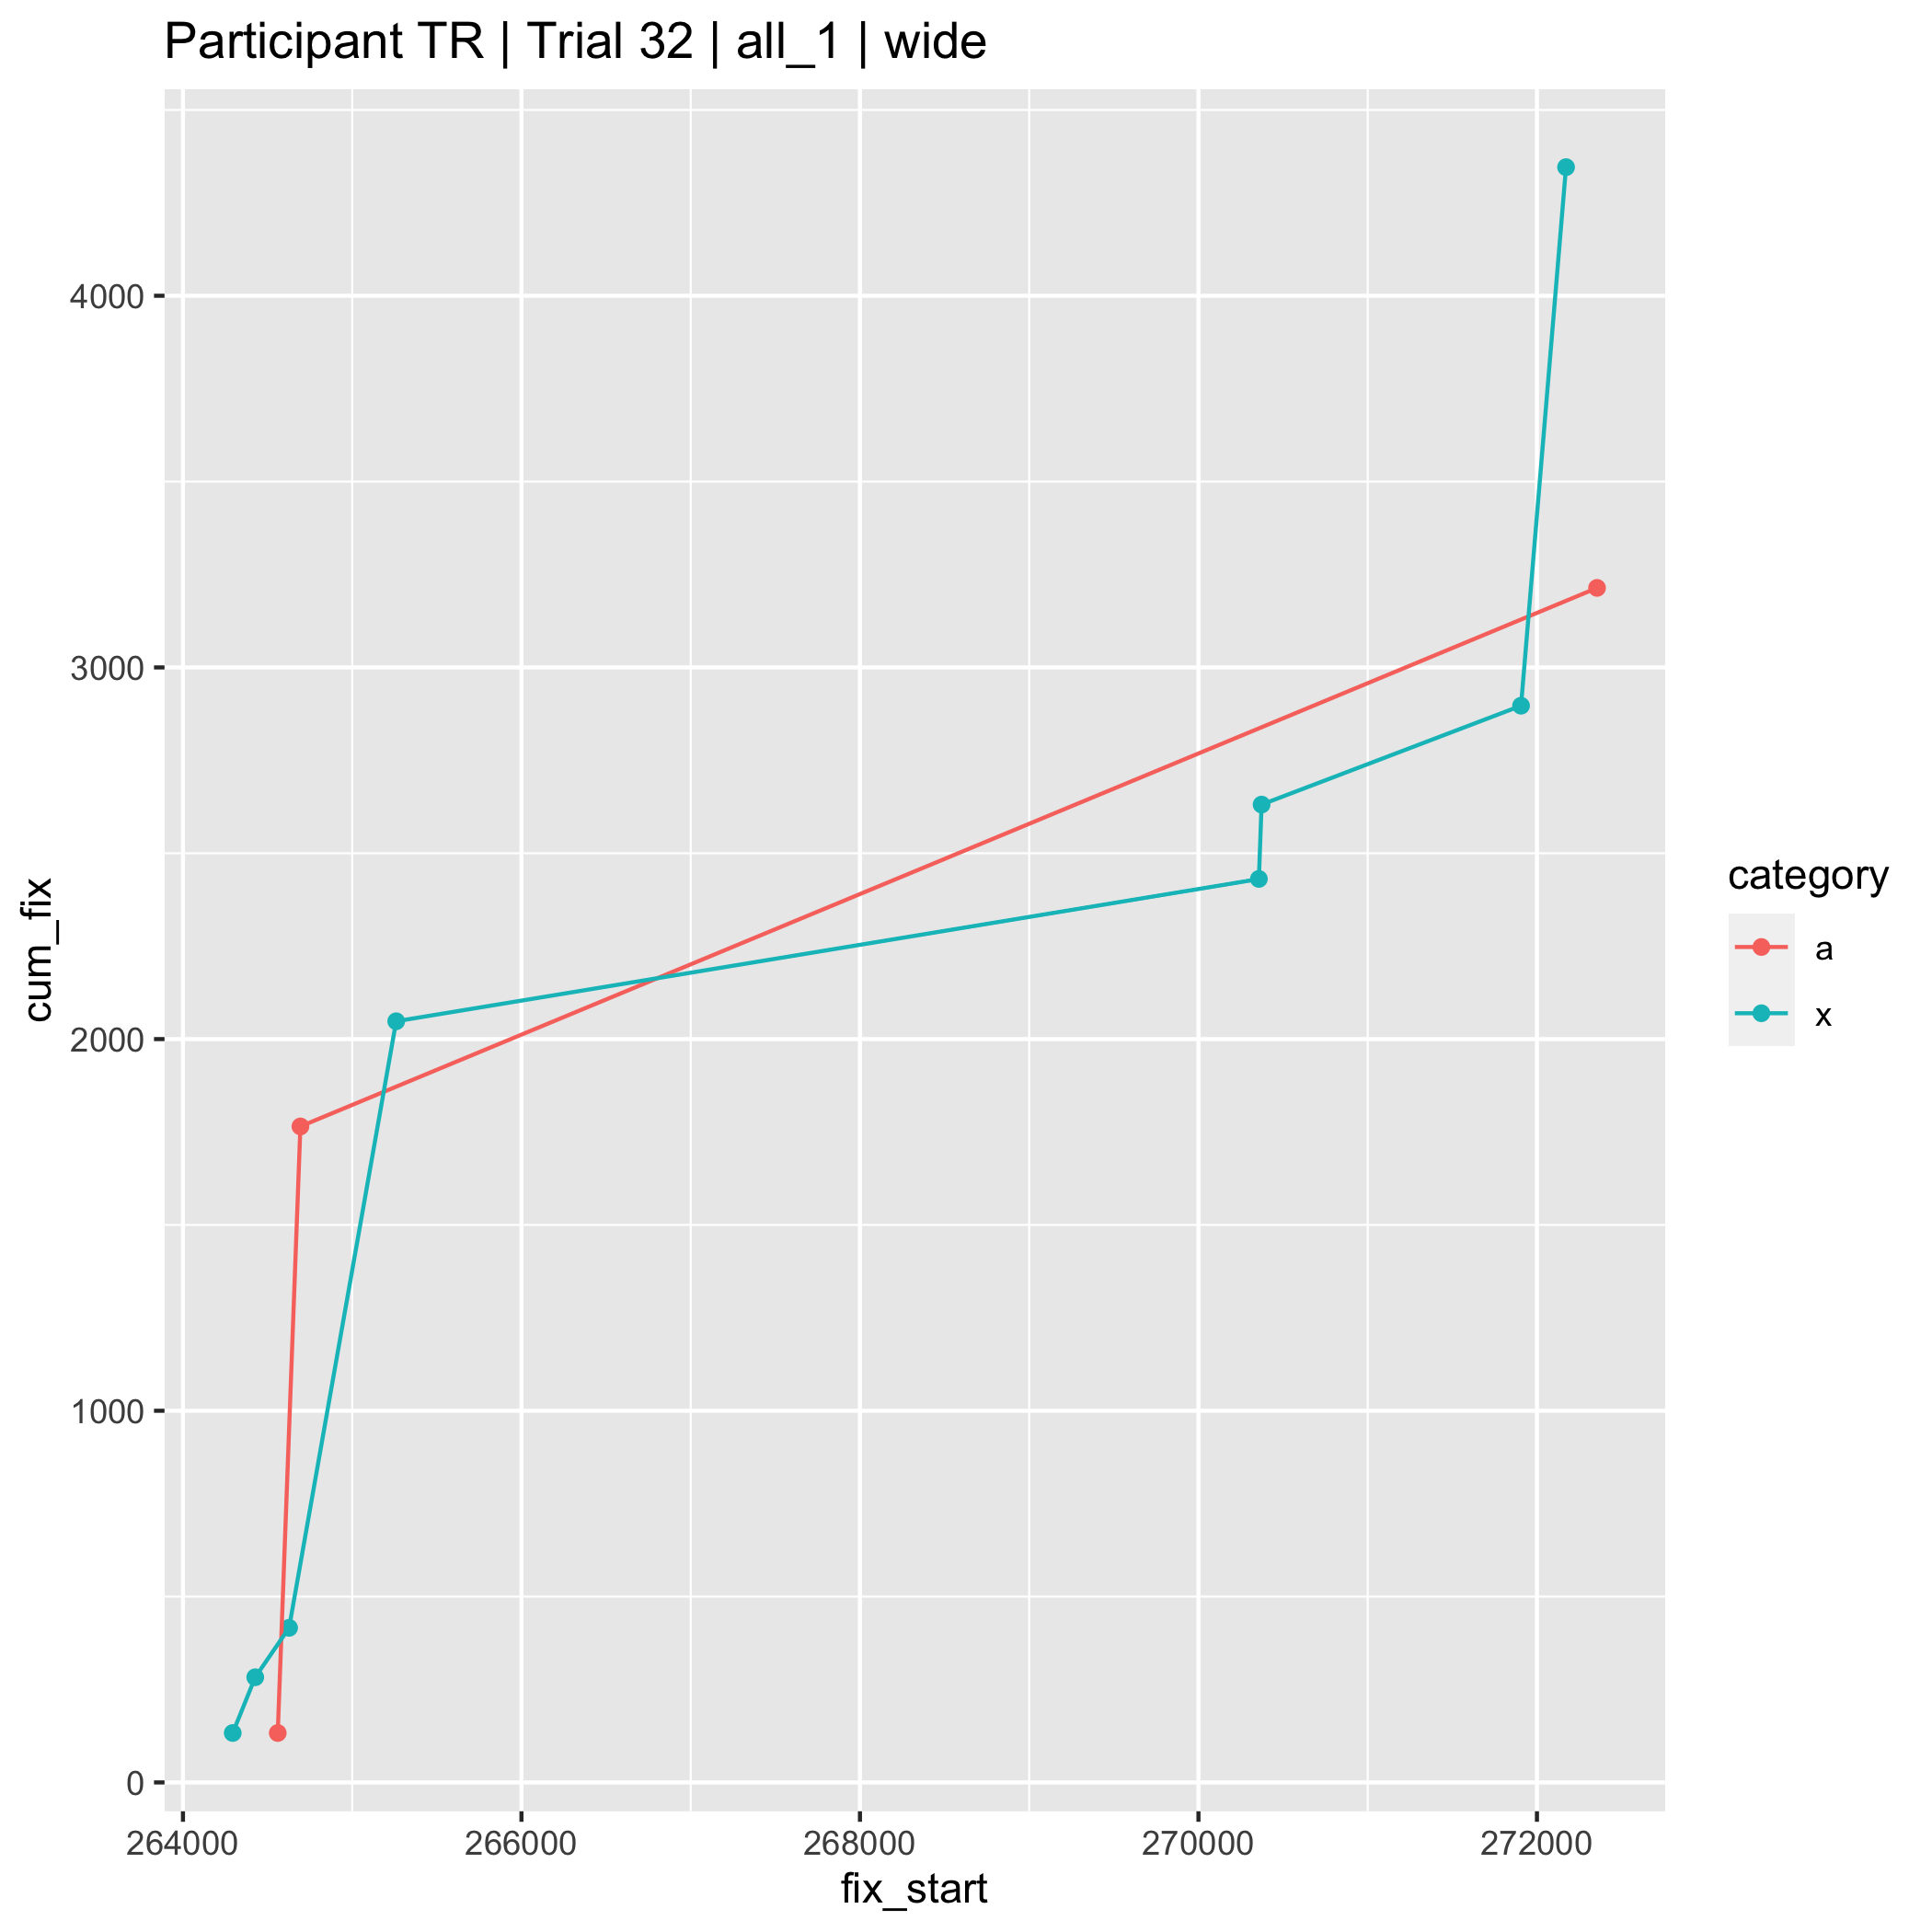 Participant TR | Trial 32 | all_1 | wide
cum_fix
4000
3000
2000
1000
0
264000 266000 268000 270000 272000
fix_start
category
a
x